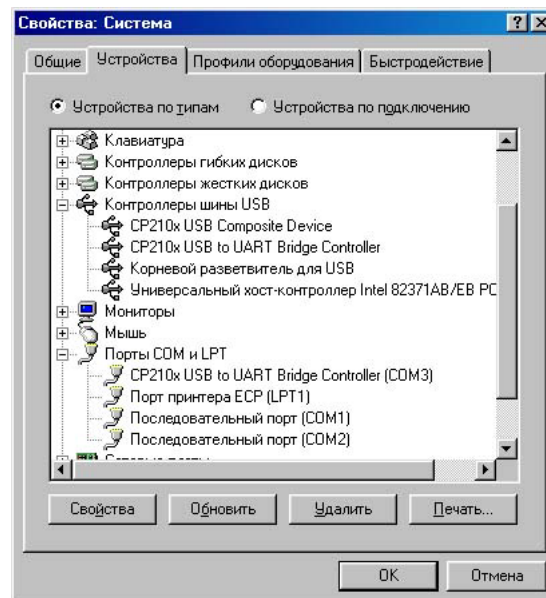 Свойства: Система
Общие Устройства Профили оборудования Быстродействие
Устройства по типам Устройства по подключению
Клавиатура
Контроллеры гибких дисков
Контроллеры жестких дисков
Контроллеры шины USB
CP210x USB Composite Device
CP210x USB to UART Bridge Controller
Корневой разветвитель для USB
Универсальный хост-контроллер Intel 82371AB/EB PC
Мониторы
Мышь
Порты COM и LPT
CP210x USB to UART Bridge Controller (COM3)
Порт принтера ECP (LPT1)
Последовательный порт (COM1)
Последовательный порт (COM2)
Свойства Обновить Удалить Печать...
OK Отмена